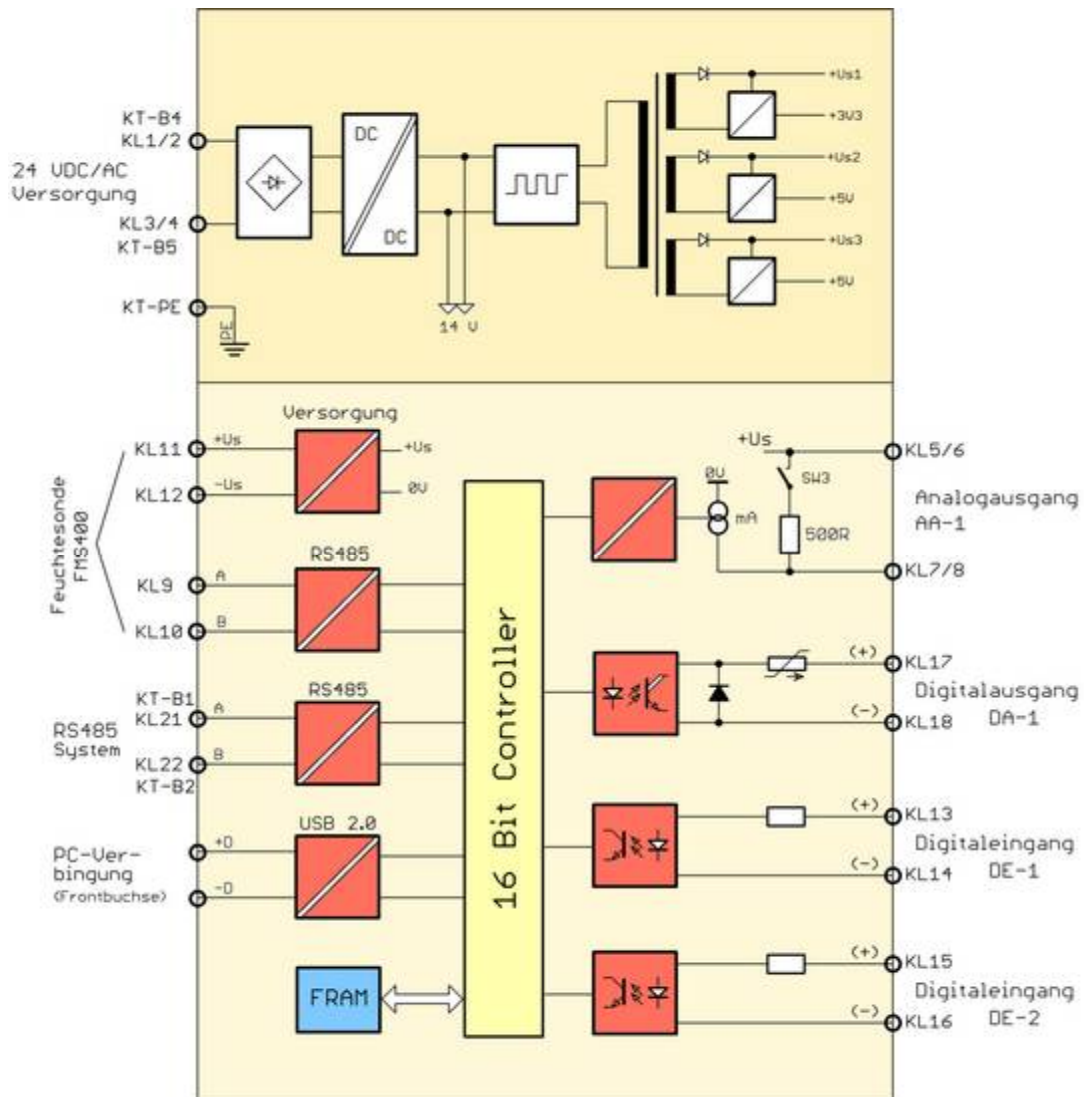 KT-B4
KL1/2
24 VDC/AC
Versorgung
KL3/4
KT-B5
KT-PE
PE
DC
DC
14 V
+Us1
+3V3
+Us2
+5V
+Us3
+5V
Versorgung
KL11
+Us
+Us
KL12
-Us
0V
Feuchtesonde
FMS400
RS485
KL9
A
KL10
B
RS485
KT-B1
KL21
A
RS485
System
KL22
B
KT-B2
USB 2.0
PC-Ver-
bingung
(Frontbuchse)
+D
-D
FRAM
16 Bit Controller
+Us
KL5/6
0V
SW3
mA
500R
Analogausgang
AA-1
KL7/8
(+)
KL17
Digitalausgang
DA-1
(-)
KL18
(+)
KL13
Digitaleingang
DE-1
(-)
KL14
(+)
KL15
Digitaleingang
DE-2
(-)
KL16